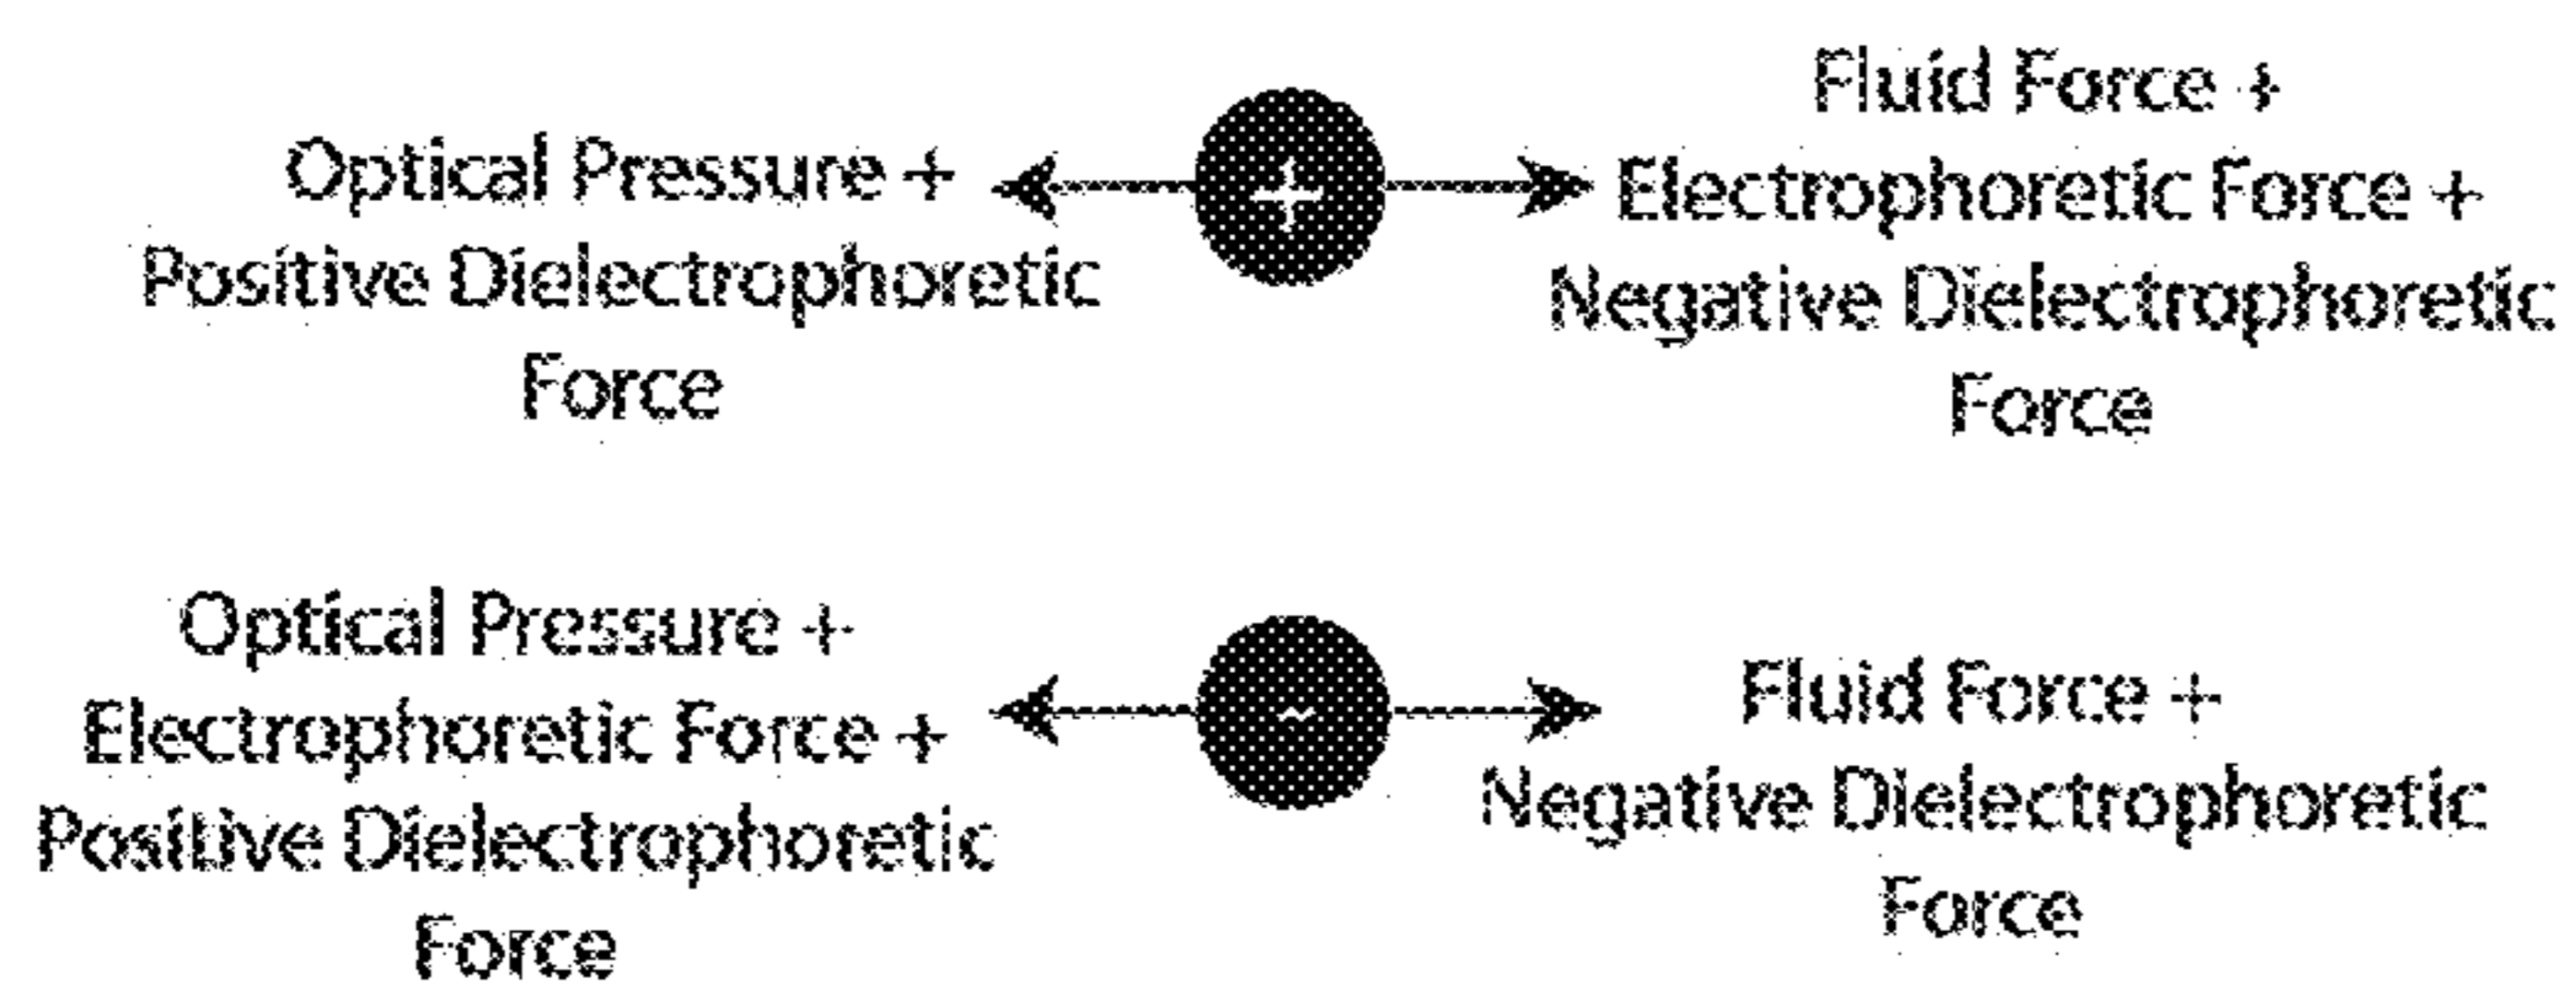 Optical Pressure +
Positive Dielectrophoretic
Force
+
Fluid Force +
Electrophoretic Force +
Negative Dielectrophoretic
Force
Optical Pressure +
Electrophoretic Force +
Positive Dielectrophoretic
Force
-
Fluid Force +
Negative Dielectrophoretic
Force